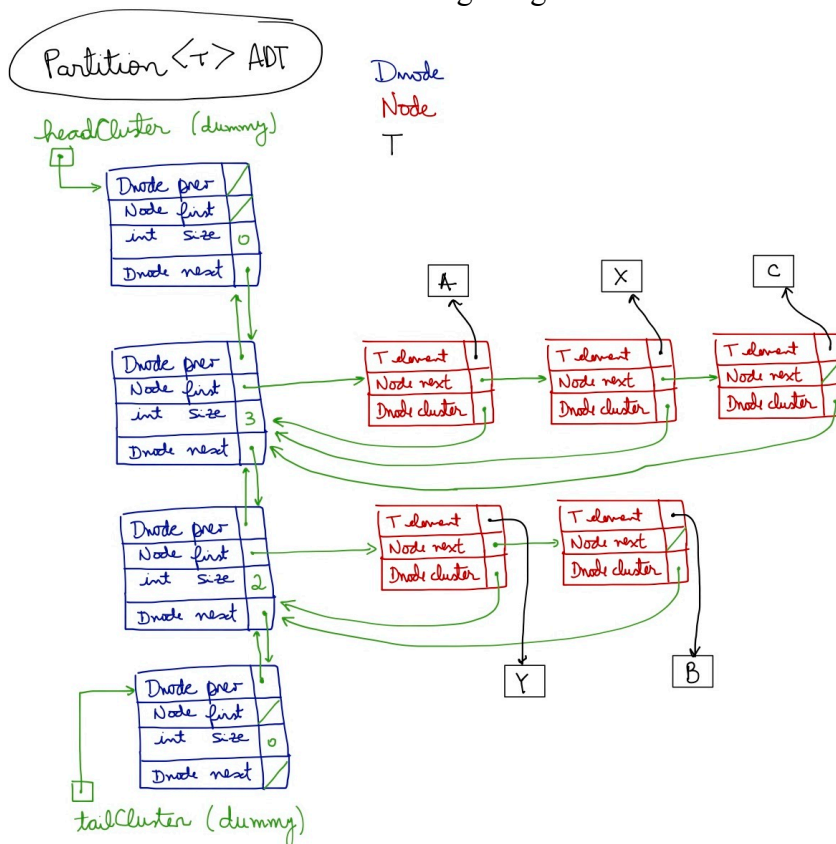 Partition <T> ADT
Dnode
Node
T
headCluster (dummy)
Dnode prev
Node first
int size 0
Dnode next
A
X
C
Dnode prev
Node first
int size 3
Dnode next
T element
Node next
Dnode cluster
T element
Node next
Dnode cluster
T element
Node next
Dnode cluster
Dnode prev
Node first
int size 2
Dnode next
T element
Node next
Dnode cluster
T element
Node next
Dnode cluster
Y
B
Dnode prev
Node first
int size 0
Dnode next
tailCluster (dummy)